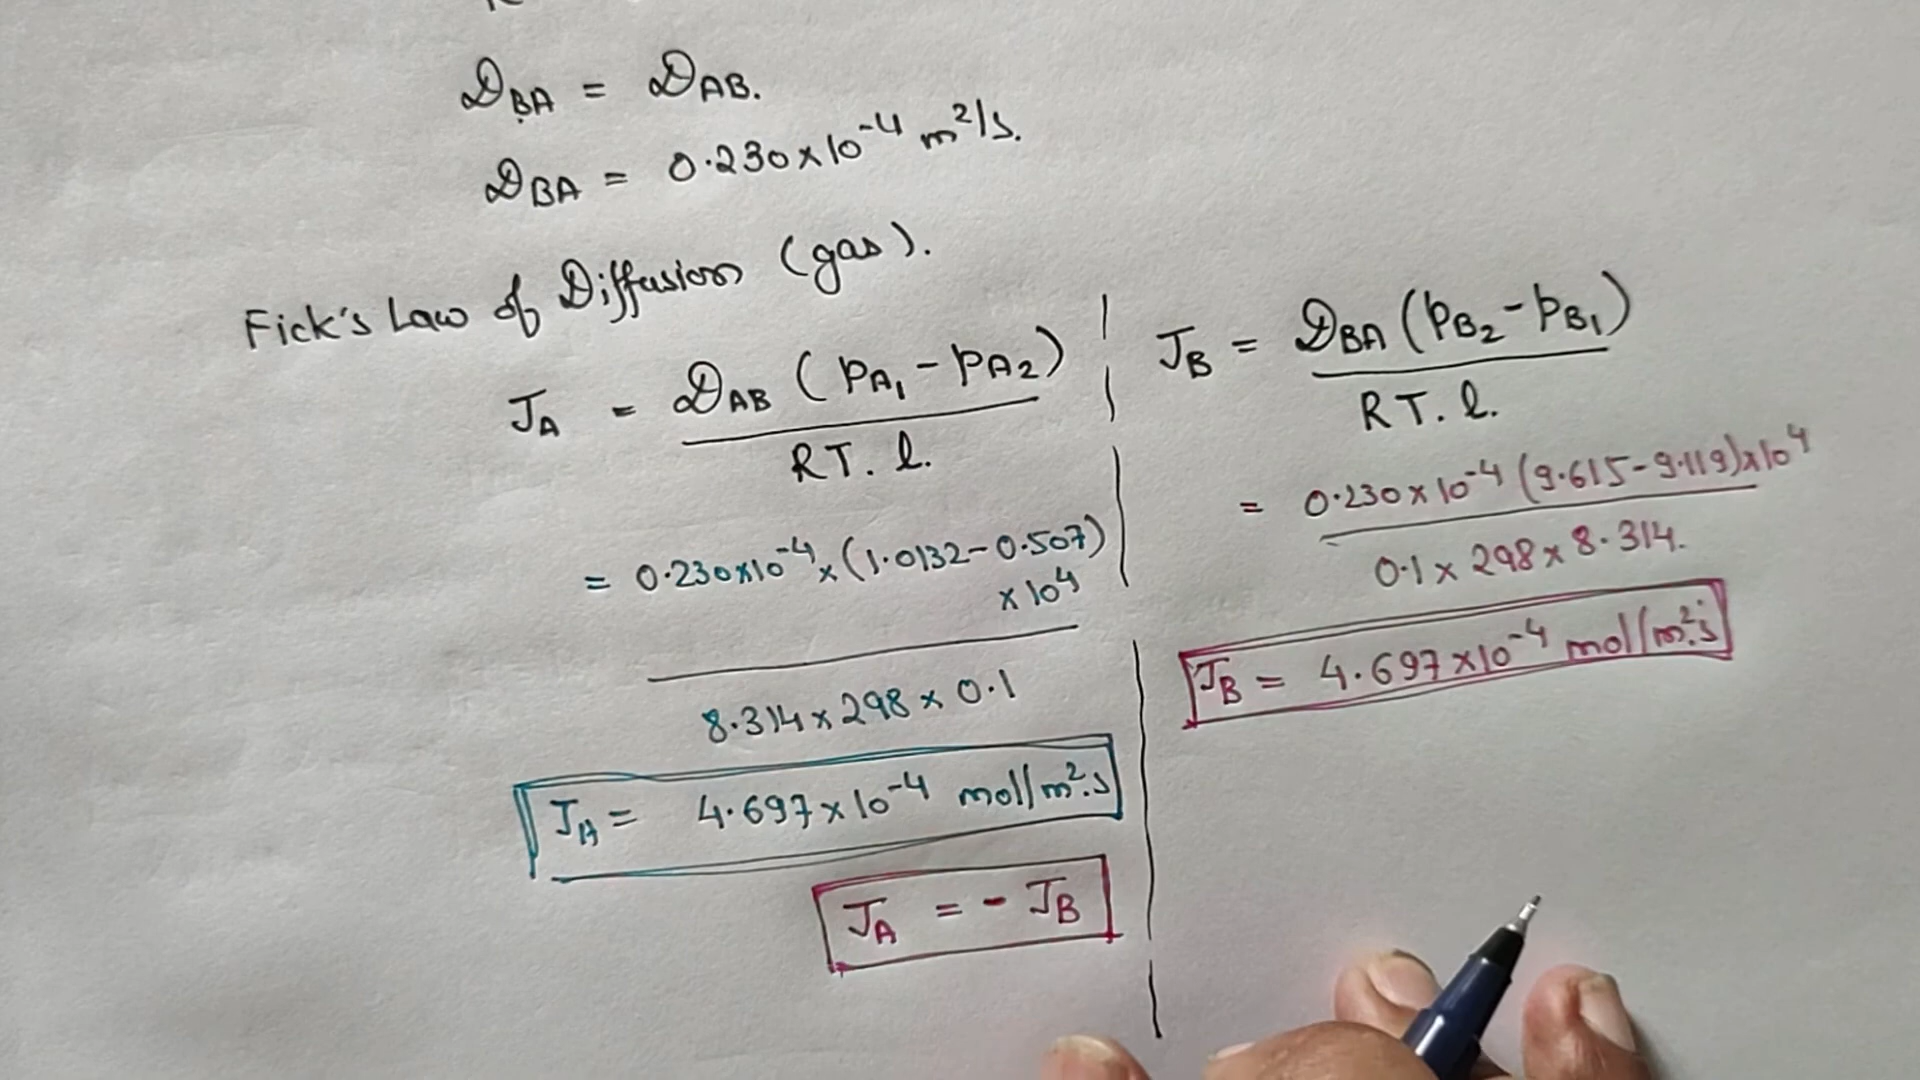 𝒟BA = 𝒟AB.
𝒟BA = 0.230×10⁻⁴ m²/s.
Fick's Law of Diffusion (gas).
JA = 𝒟AB (pA₁ - pA₂)
RT. l.
= 0.230×10⁻⁴ × (1.0132 - 0.507)
× 10⁴
8.314 × 298 × 0.1
JA = 4.697 × 10⁻⁴ mol/m².s
JA = - JB
JB = 𝒟BA (pB₂ - pB₁)
RT. l.
= 0.230 × 10⁻⁴ (9.615 - 9.119) × 10⁴
0.1 × 298 × 8.314.
JB = 4.697 × 10⁻⁴ mol/m².s